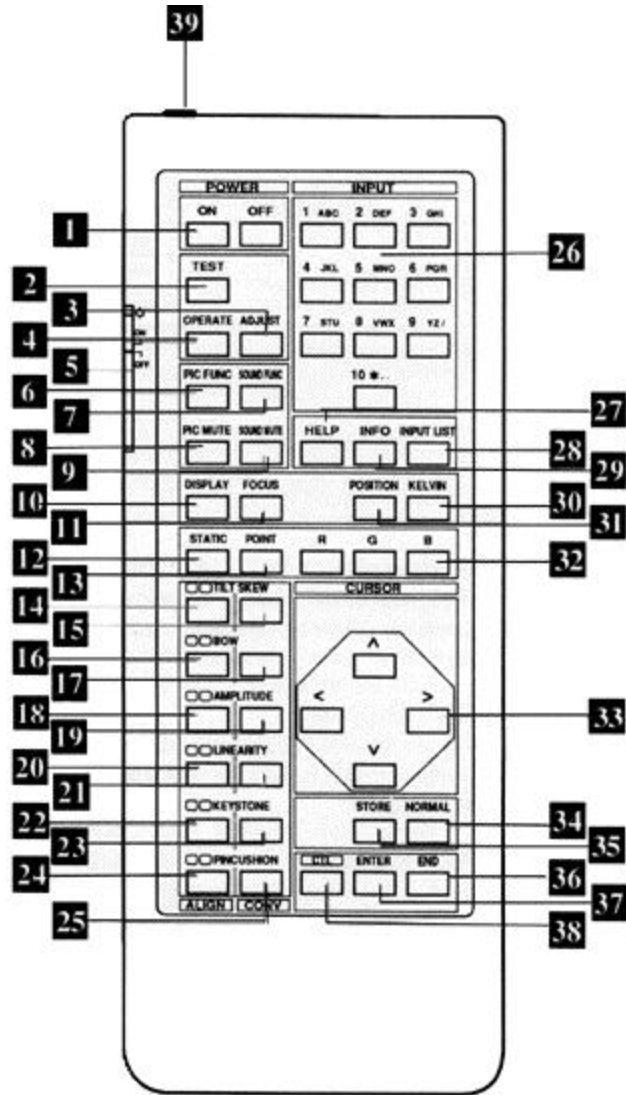 39
POWER INPUT
ON OFF 1 ABC 2 DEF 3 GHI
1
26
TEST 4 JKL 5 MNO 6 PQR
2
3
OPERATE ADJUST 7 STU 8 VWX 9 YZ/
4
ON
5
OFF
PIC FUNC SOUND FUNC 10 ✱..
6
7
27
PIC MUTE SOUND MUTE HELP INFO INPUT LIST
8
28
9
29
DISPLAY FOCUS POSITION KELVIN
10
30
11
31
STATIC POINT R G B
12
32
13
TILT SKEW CURSOR
14
15
BOW ^
16
17
AMPLITUDE < >
18
33
19
LINEARITY v
20
21
KEYSTONE STORE NORMAL
22
34
23
35
PINCUSHION ENTER END
24
36
37
ALIGN CONV
25
38